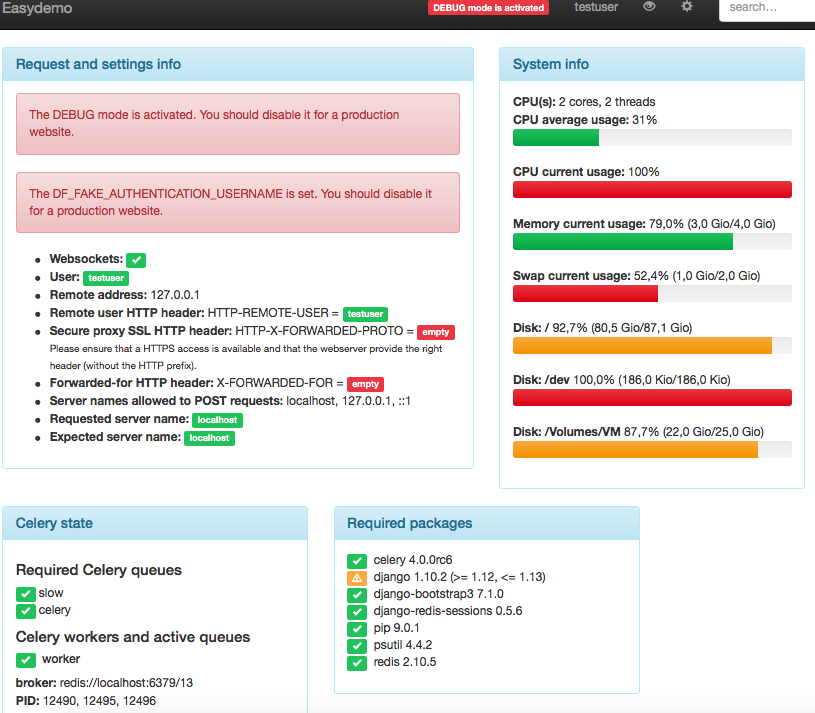 Easydemo
DEBUG mode is activated
testuser
search...
Request and settings info
The DEBUG mode is activated. You should disable it for a production
website.
The DF_FAKE_AUTHENTICATION_USERNAME is set. You should disable it
for a production website.
Websockets:
User: testuser
Remote address: 127.0.0.1
Remote user HTTP header: HTTP-REMOTE-USER = testuser
Secure proxy SSL HTTP header: HTTP-X-FORWARDED-PROTO = empty
Please ensure that a HTTPS access is available and that the webserver provide the right
header (without the HTTP prefix).
Forwarded-for HTTP header: X-FORWARDED-FOR = empty
Server names allowed to POST requests: localhost, 127.0.0.1, ::1
Requested server name: localhost
Expected server name: localhost
System info
CPU(s): 2 cores, 2 threads
CPU average usage: 31%
CPU current usage: 100%
Memory current usage: 79,0% (3,0 Gio/4,0 Gio)
Swap current usage: 52,4% (1,0 Gio/2,0 Gio)
Disk: / 92,7% (80,5 Gio/87,1 Gio)
Disk: /dev 100,0% (186,0 Kio/186,0 Kio)
Disk: /Volumes/VM 87,7% (22,0 Gio/25,0 Gio)
Celery state
Required Celery queues
slow
celery
Celery workers and active queues
worker
broker: redis://localhost:6379/13
PID: 12490, 12495, 12496
Required packages
celery 4.0.0rc6
django 1.10.2 (>= 1.12, <= 1.13)
django-bootstrap3 7.1.0
django-redis-sessions 0.5.6
pip 9.0.1
psutil 4.4.2
redis 2.10.5